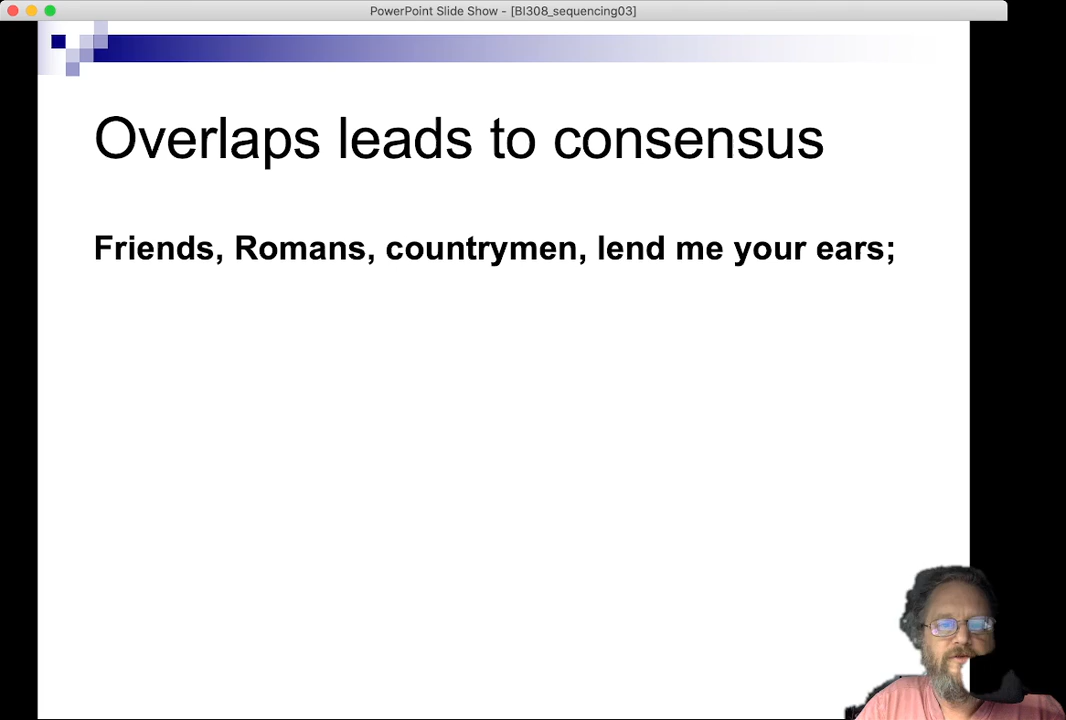 PowerPoint Slide Show - [BI308_sequencing03]
Overlaps leads to consensus
Friends, Romans, countrymen, lend me your ears;